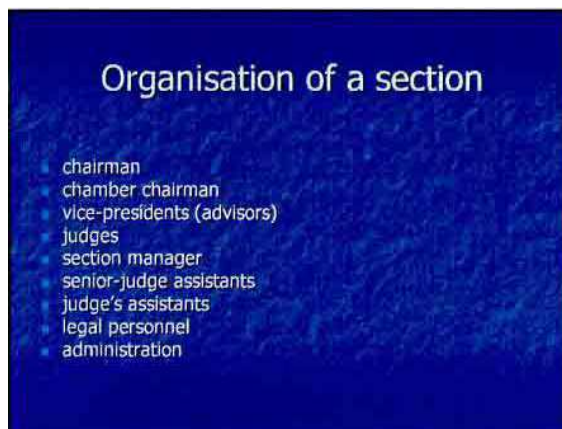 Organisation of a section
chairman
chamber chairman
vice-presidents (advisors)
judges
section manager
senior-judge assistants
judge's assistants
legal personnel
administration